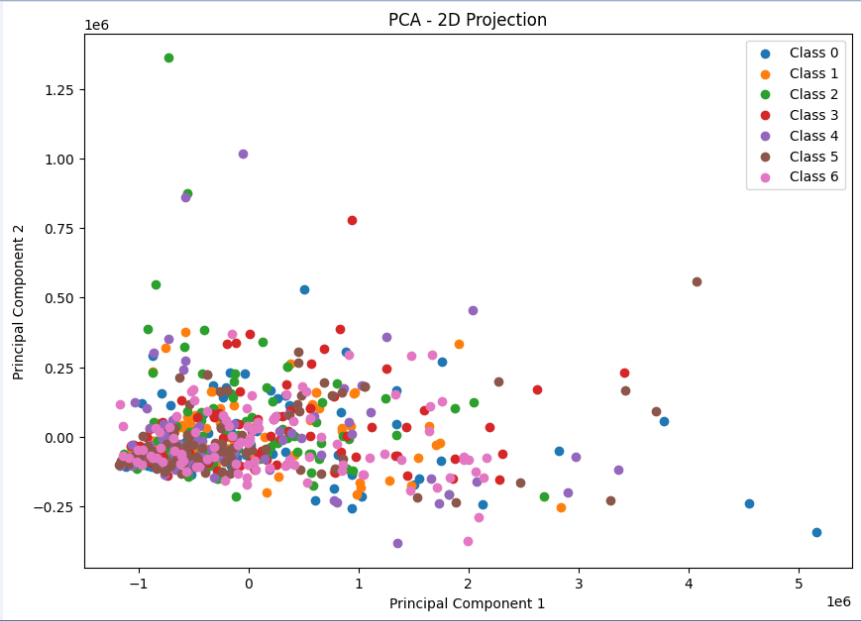 PCA - 2D Projection
1e6
Class 0
Class 1
Class 2
Class 3
Class 4
Class 5
Class 6
1.25
1.00
0.75
0.50
0.25
0.00
−0.25
Principal Component 2
−1 0 1 2 3 4 5
1e6
Principal Component 1